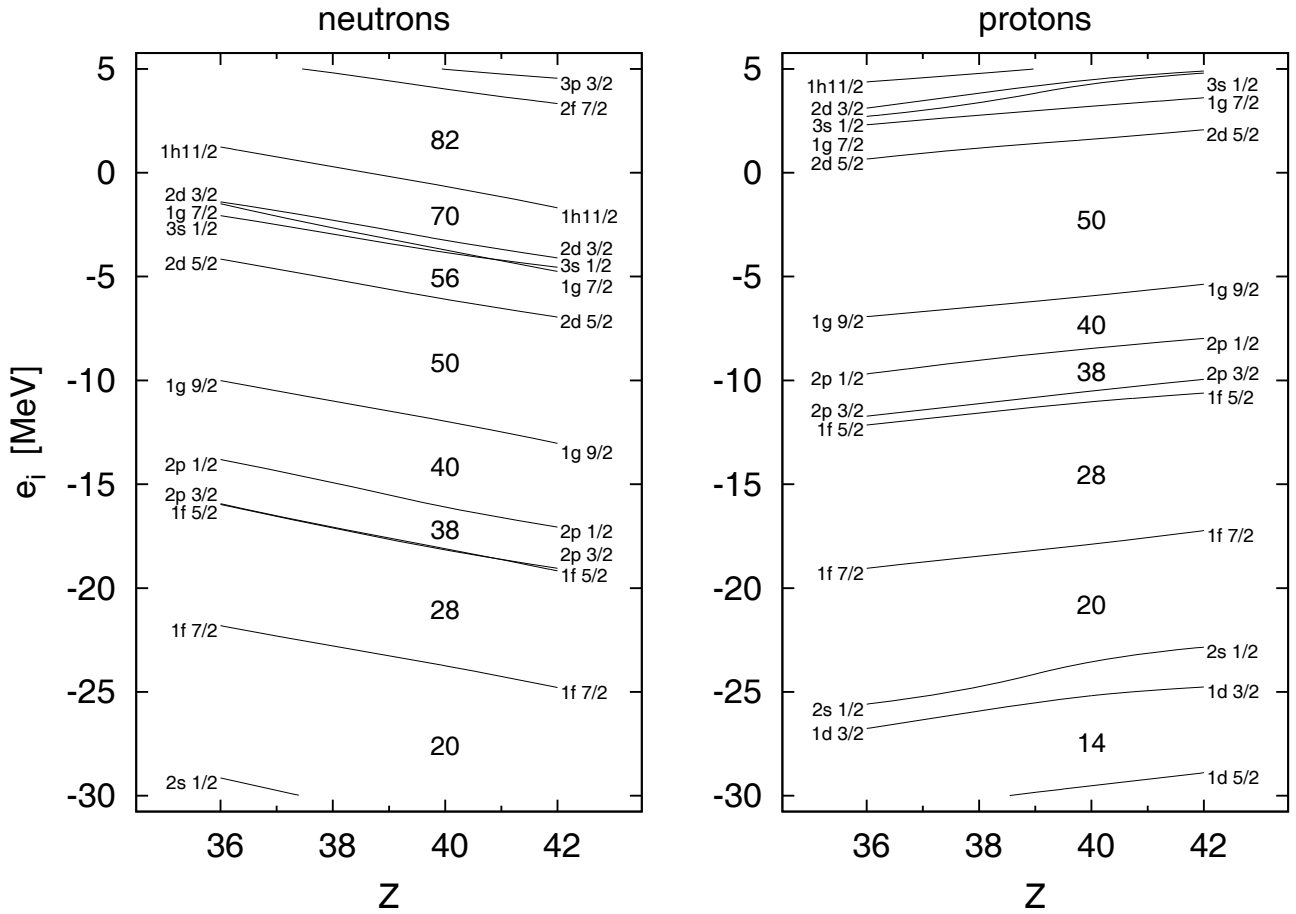 neutrons
5
0
-5
-10
-15
-20
-25
-30
e_i [MeV]
3p 3/2
2f 7/2
82
1h11/2
2d 3/2
1g 7/2
3s 1/2
70
1h11/2
2d 5/2
56
2d 3/2
3s 1/2
1g 7/2
2d 5/2
50
1g 9/2
1g 9/2
2p 1/2
40
2p 3/2
1f 5/2
38
2p 1/2
2p 3/2
1f 5/2
28
1f 7/2
1f 7/2
20
2s 1/2
36
38
40
42
Z
protons
5
0
-5
-10
-15
-20
-25
-30
1h11/2
2d 3/2
3s 1/2
1g 7/2
2d 5/2
3s 1/2
1g 7/2
2d 5/2
50
1g 9/2
1g 9/2
40
2p 1/2
2p 1/2
38
2p 3/2
2p 3/2
1f 5/2
1f 5/2
28
1f 7/2
1f 7/2
20
2s 1/2
1d 3/2
2s 1/2
1d 3/2
14
1d 5/2
36
38
40
42
Z